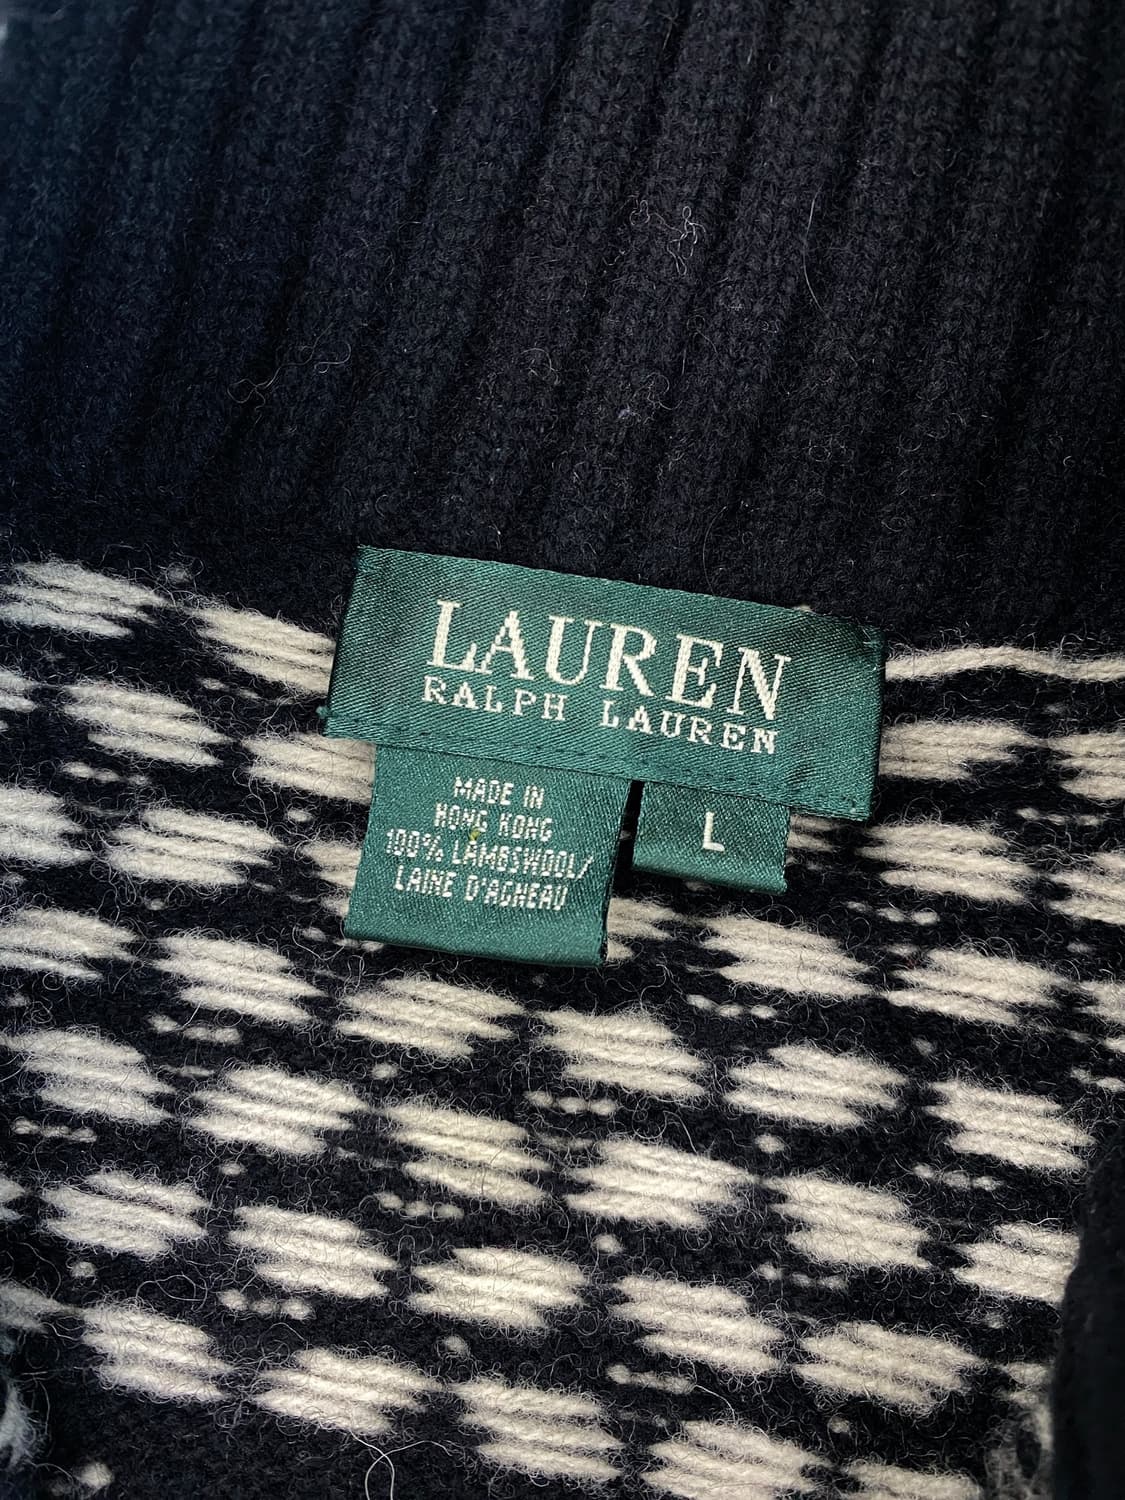 LAUREN
RALPH LAUREN
MADE IN
HONG KONG
100% LAMBSWOOL/
LAINE D'AGNEAU
L